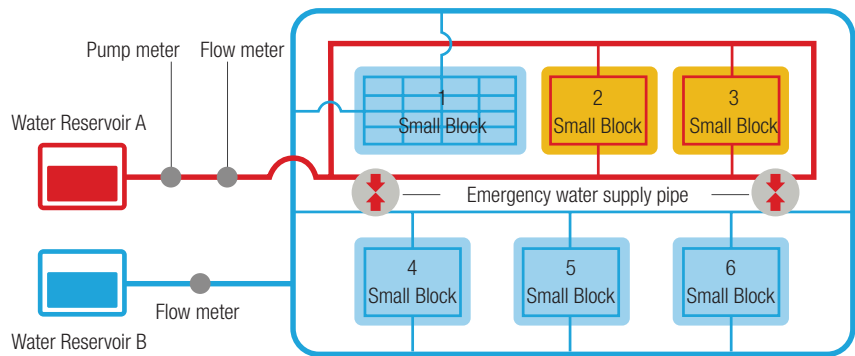 Pump meter
Flow meter
Water Reservoir A
1
Small Block
2
Small Block
3
Small Block
Emergency water supply pipe
4
Small Block
5
Small Block
6
Small Block
Flow meter
Water Reservoir B